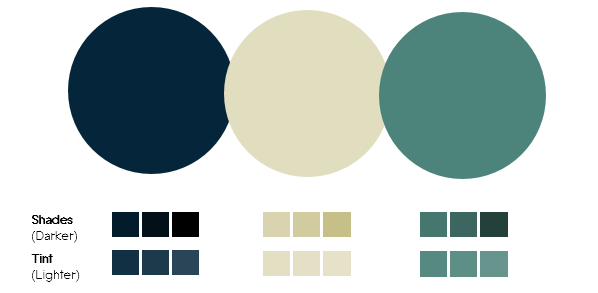 Shades
(Darker)
Tint
(Lighter)